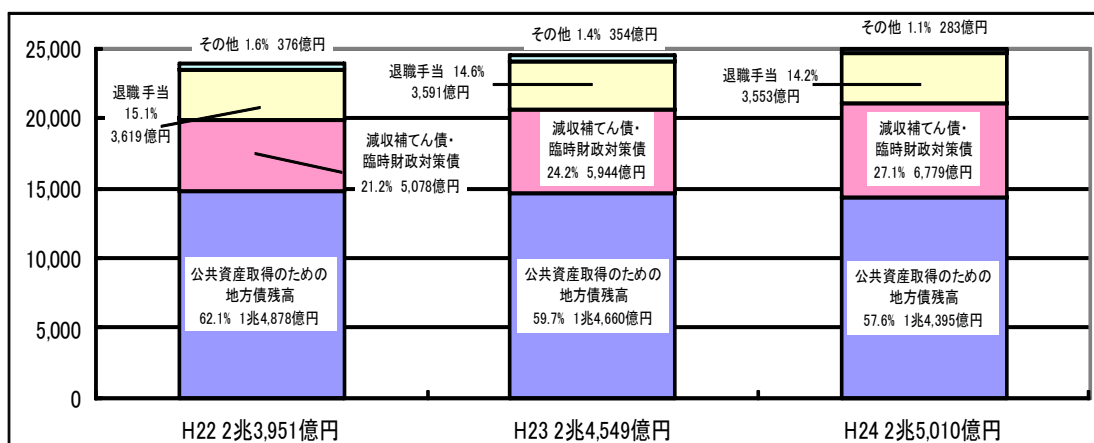 25,000
20,000
15,000
10,000
5,000
0
その他 1.6% 376億円
退職手当
15.1%
3,619億円
減収補てん債・
臨時財政対策債
21.2% 5,078億円
公共資産取得のための
地方債残高
62.1% 1兆4,878億円
H22 2兆3,951億円
その他 1.4% 354億円
退職手当 14.6%
3,591億円
減収補てん債・
臨時財政対策債
24.2% 5,944億円
公共資産取得のための
地方債残高
59.7% 1兆4,660億円
H23 2兆4,549億円
その他 1.1% 283億円
退職手当 14.2%
3,553億円
減収補てん債・
臨時財政対策債
27.1% 6,779億円
公共資産取得のための
地方債残高
57.6% 1兆4,395億円
H24 2兆5,010億円